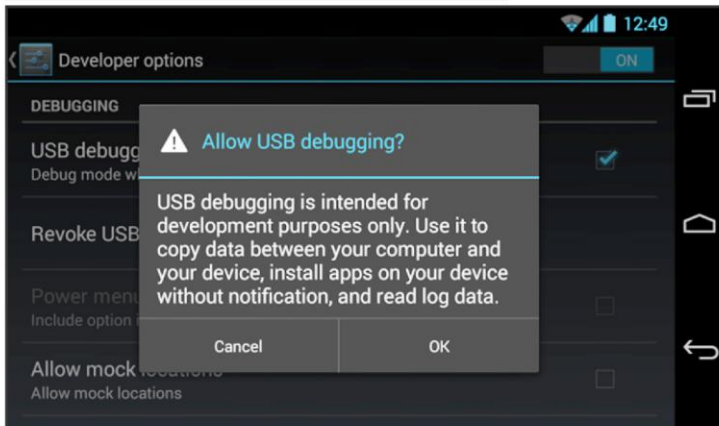 12:49
Developer options
ON
DEBUGGING
USB debugg
Debug mode w
Allow USB debugging?
USB debugging is intended for
development purposes only. Use it to
copy data between your computer and
your device, install apps on your device
without notification, and read log data.
Revoke USB
Power menu
Include option i
Cancel
OK
Allow mock locations
Allow mock locations